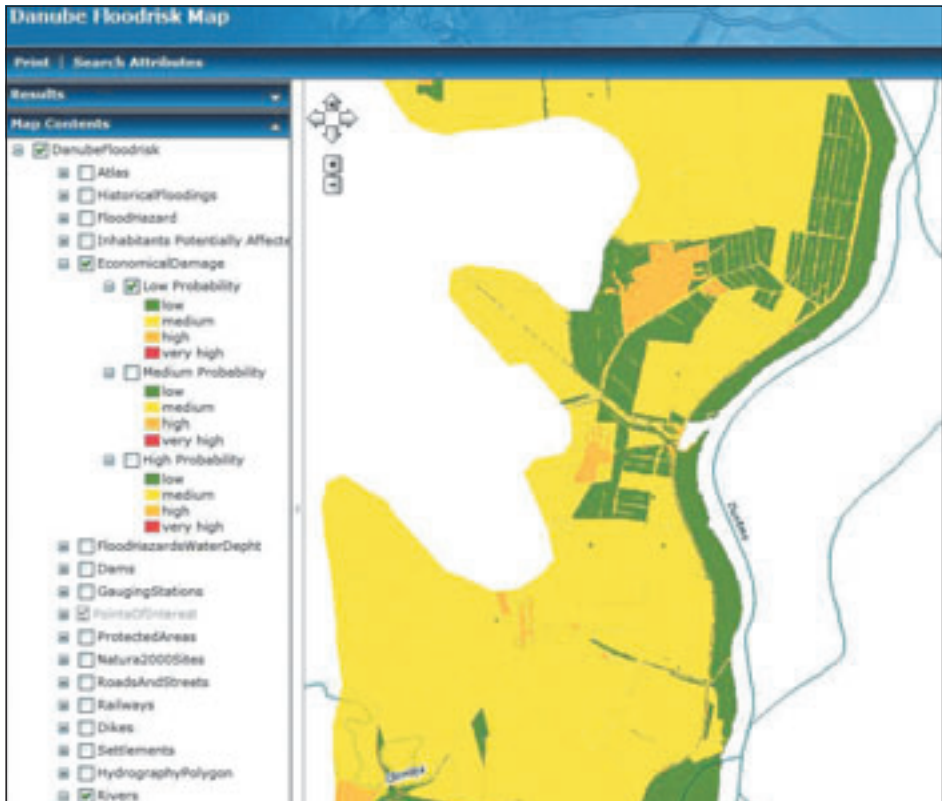 Danube Floodrisk Map
Print | Search Attributes
Results
Map Contents
DanubeFloodrisk
Atlas
HistoricalFloodings
FloodHazard
Inhabitants Potentially Affecte
EconomicalDamage
Low Probability
low
medium
high
very high
Medium Probability
low
medium
high
very high
High Probability
low
medium
high
very high
FloodHazardsWaterDepht
Dams
GaugingStations
PointsOfInterest
ProtectedAreas
Natura2000Sites
RoadsAndStreets
Railways
Dikes
Settlements
HydrographyPolygon
Rivers